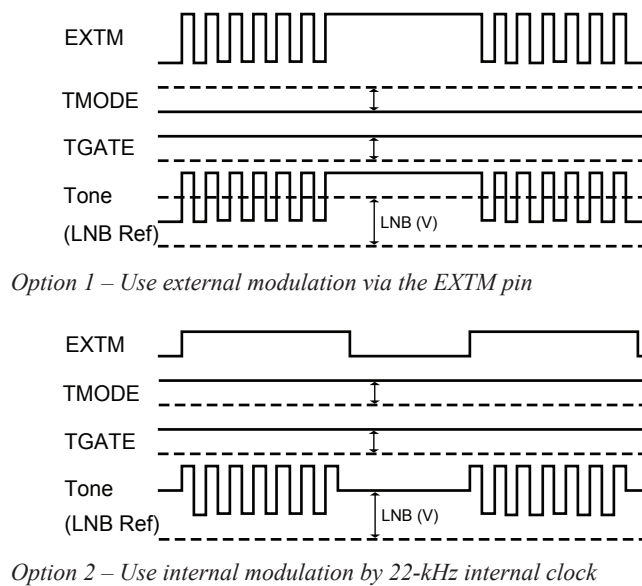 EXTM
TMODE
TGATE
Tone
(LNB Ref)
LNB (V)
Option 1 – Use external modulation via the EXTM pin
EXTM
TMODE
TGATE
Tone
(LNB Ref)
LNB (V)
Option 2 – Use internal modulation by 22-kHz internal clock